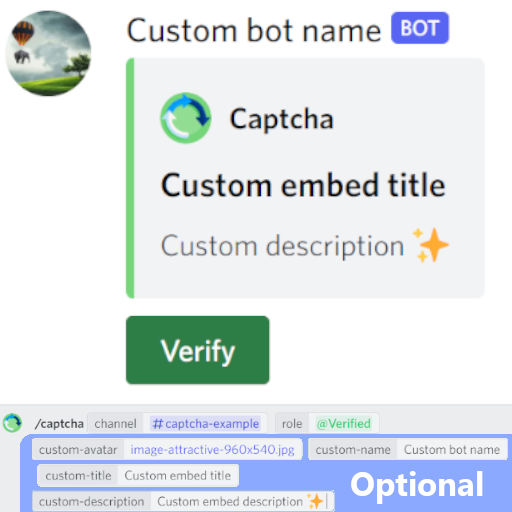 Custom bot name BOT
Captcha
Custom embed title
Custom description ✨
Verify
/captcha channel #captcha-example role @Verified
custom-avatar image-attractive-960x540.jpg custom-name Custom bot name
custom-title Custom embed title
custom-description Custom embed description ✨
Optional